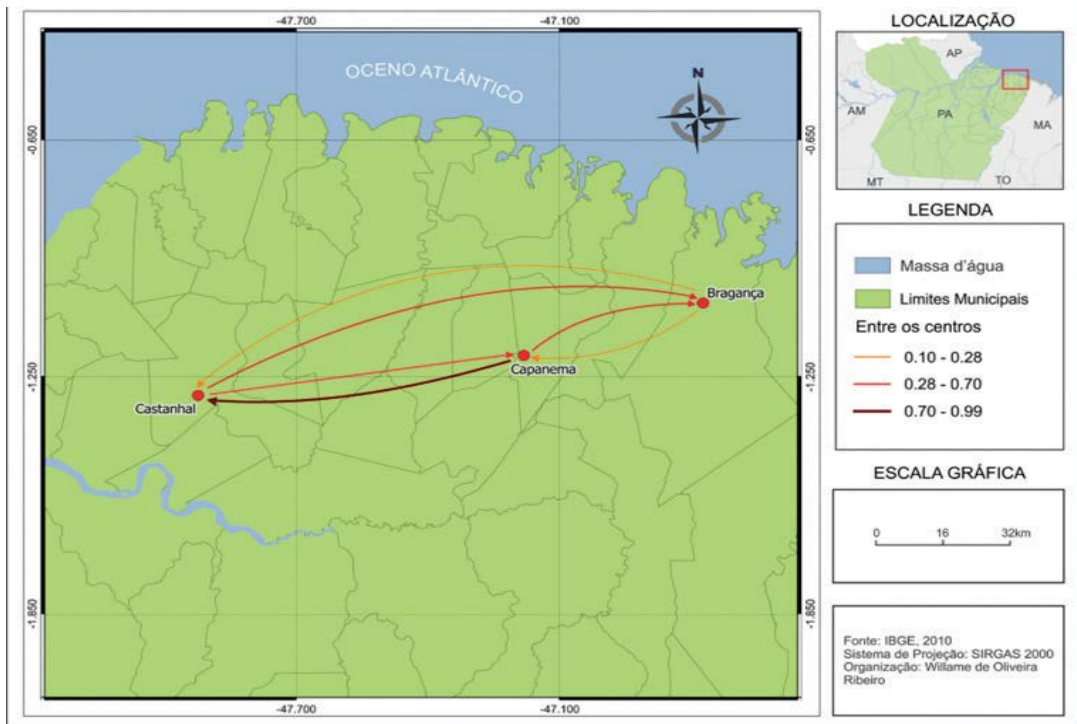 -47.700
-47.100
OCENO ATLÂNTICO
N
-0.650
-0.650
Bragança
Capanema
-1.250
-1.250
Castanhal
-1.850
-1.850
-47.700
-47.100
LOCALIZAÇÃO
AP
AM
PA
MA
MT
TO
LEGENDA
Massa d'água
Limites Municipais
Entre os centros
0.10 - 0.28
0.28 - 0.70
0.70 - 0.99
ESCALA GRÁFICA
0 16 32km
Fonte: IBGE, 2010
Sistema de Projeção: SIRGAS 2000
Organização: Willame de Oliveira
Ribeiro